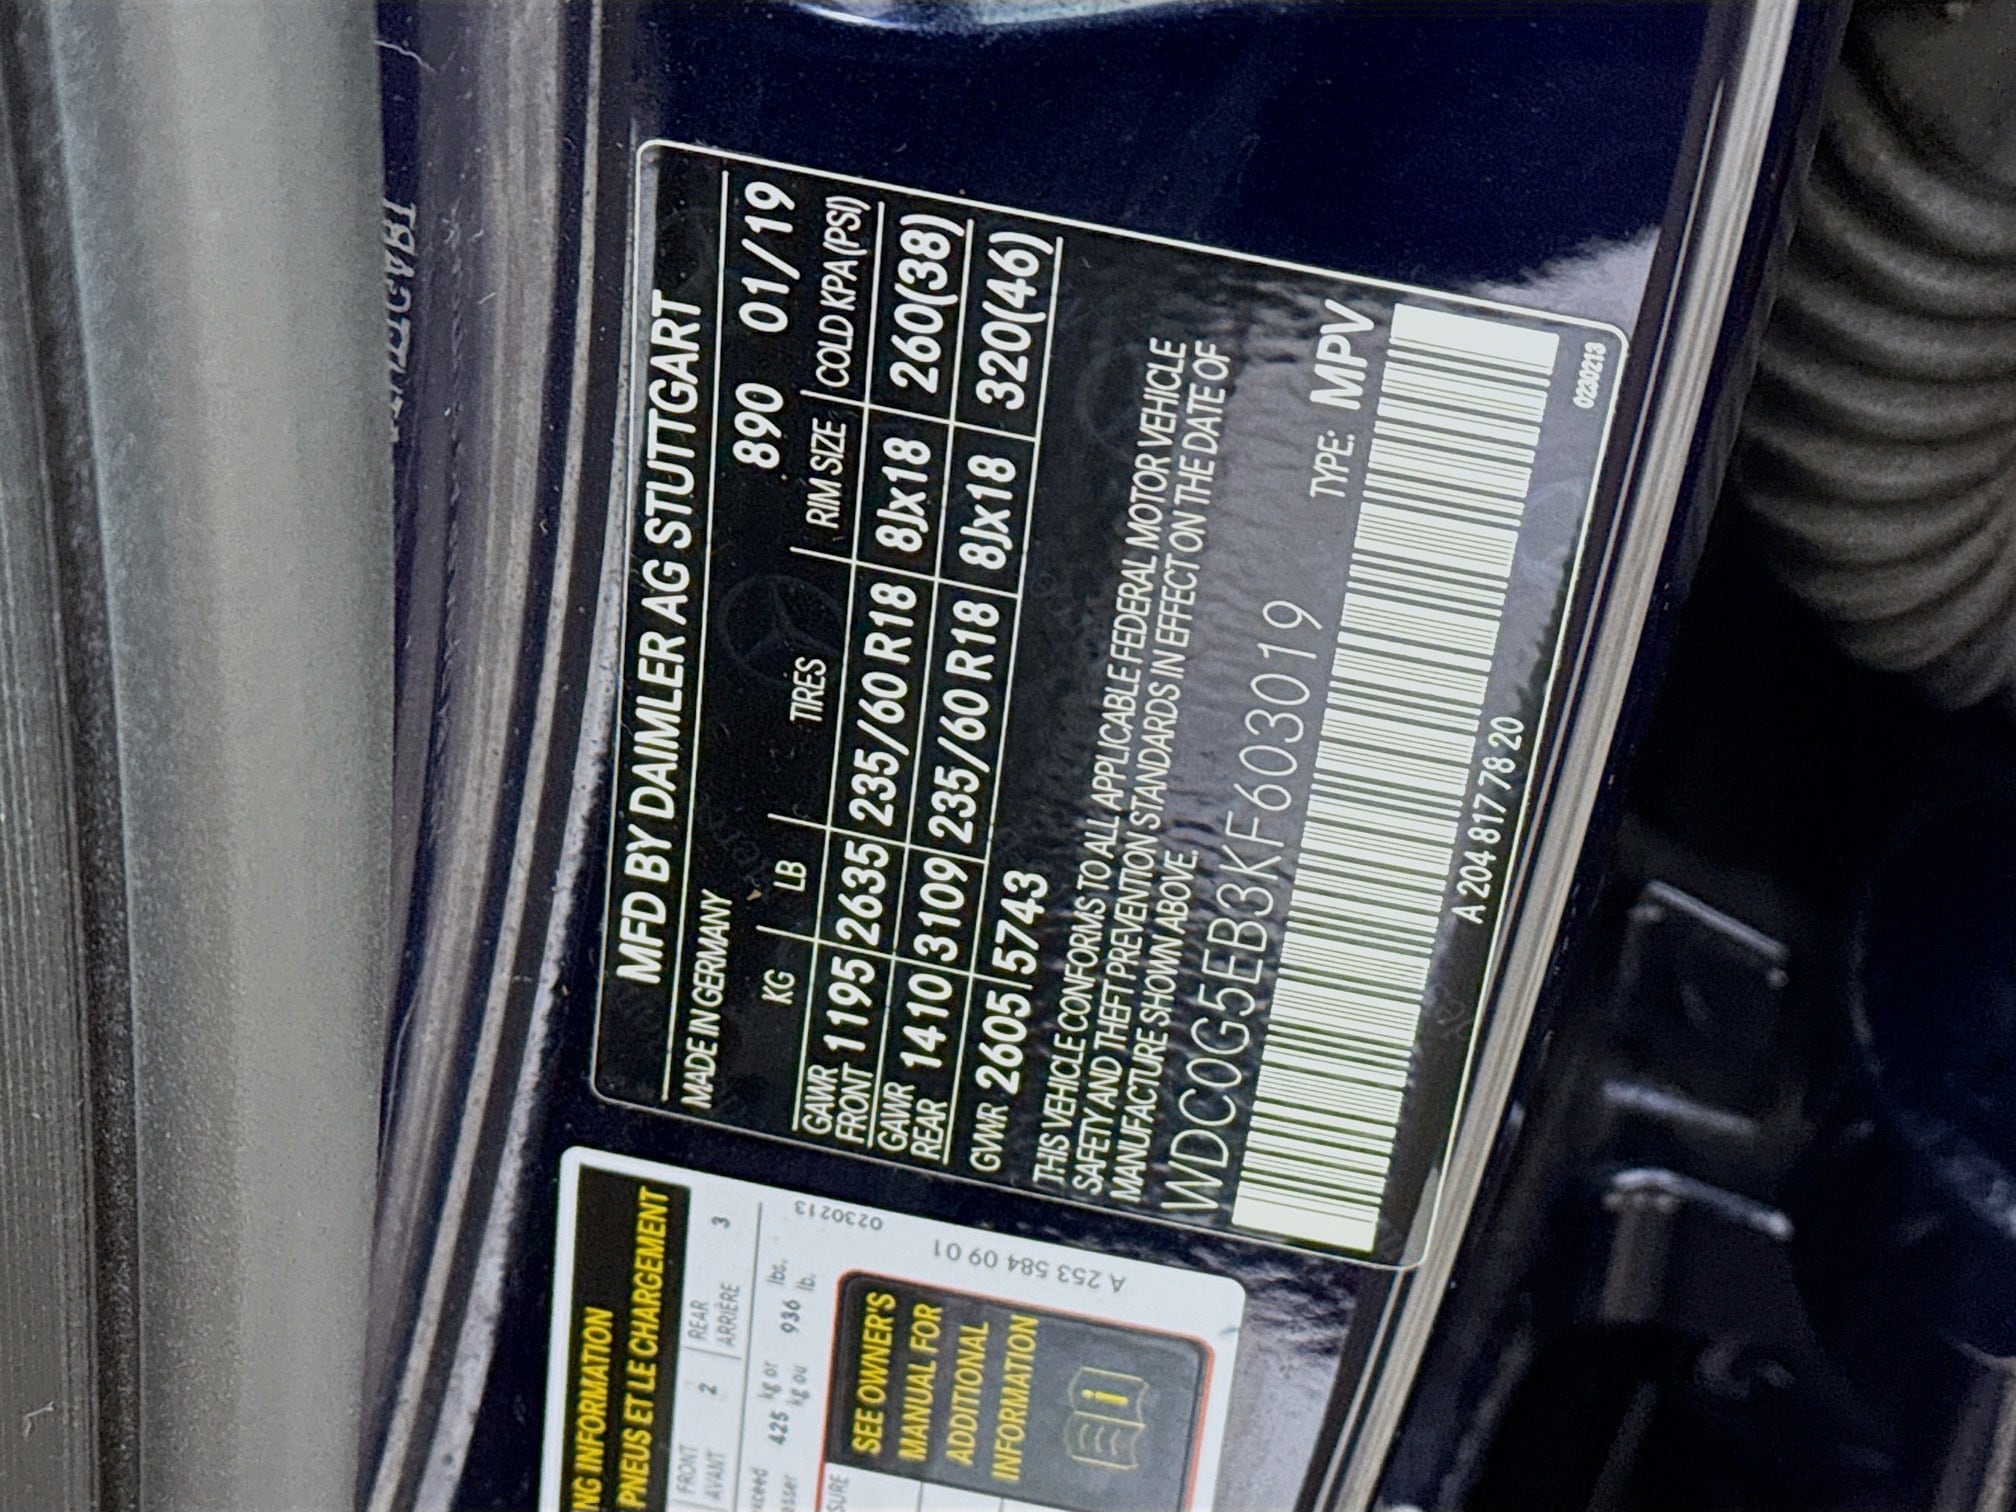 MFD BY DAIMLER AG STUTTGART
MADE IN GERMANY 890 01/19
KG LB TIRES RIM SIZE COLD KPA(PSI)
GAWR
FRONT 1195 2635 235/60 R18 8Jx18 260(38)
GAWR
REAR 1410 3109 235/60 R18 8Jx18 320(46)
GVWR 2605 5743
THIS VEHICLE CONFORMS TO ALL APPLICABLE FEDERAL MOTOR VEHICLE
SAFETY AND THEFT PREVENTION STANDARDS IN EFFECT ON THE DATE OF
MANUFACTURE SHOWN ABOVE.
WDC0G5EB3KF603019 TYPE: MPV
A 204 817 78 20 0230213
INFORMATION
PNEUS ET LE CHARGEMENT
FRONT 2 REAR 3
AVANT ARRIÈRE
425 kg or 936 lbs.
kg ou lb.
0230213
A 253 584 09 01
SEE OWNER'S
MANUAL FOR
ADDITIONAL
INFORMATION